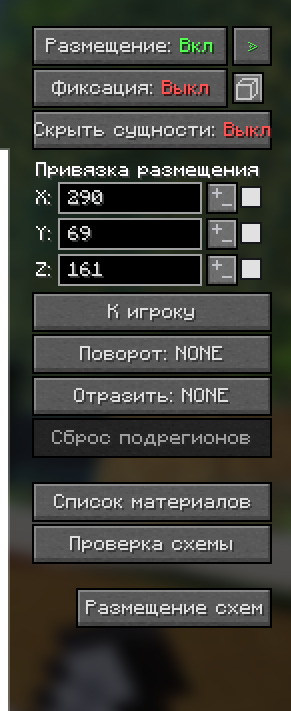 Размещение: Вкл >
Фиксация: Выкл
Скрыть сущности: Выкл
Привязка размещения
X: 290
Y: 69
Z: 161
К игроку
Поворот: NONE
Отразить: NONE
Сброс подрегионов
Список материалов
Проверка схемы
Размещение схем